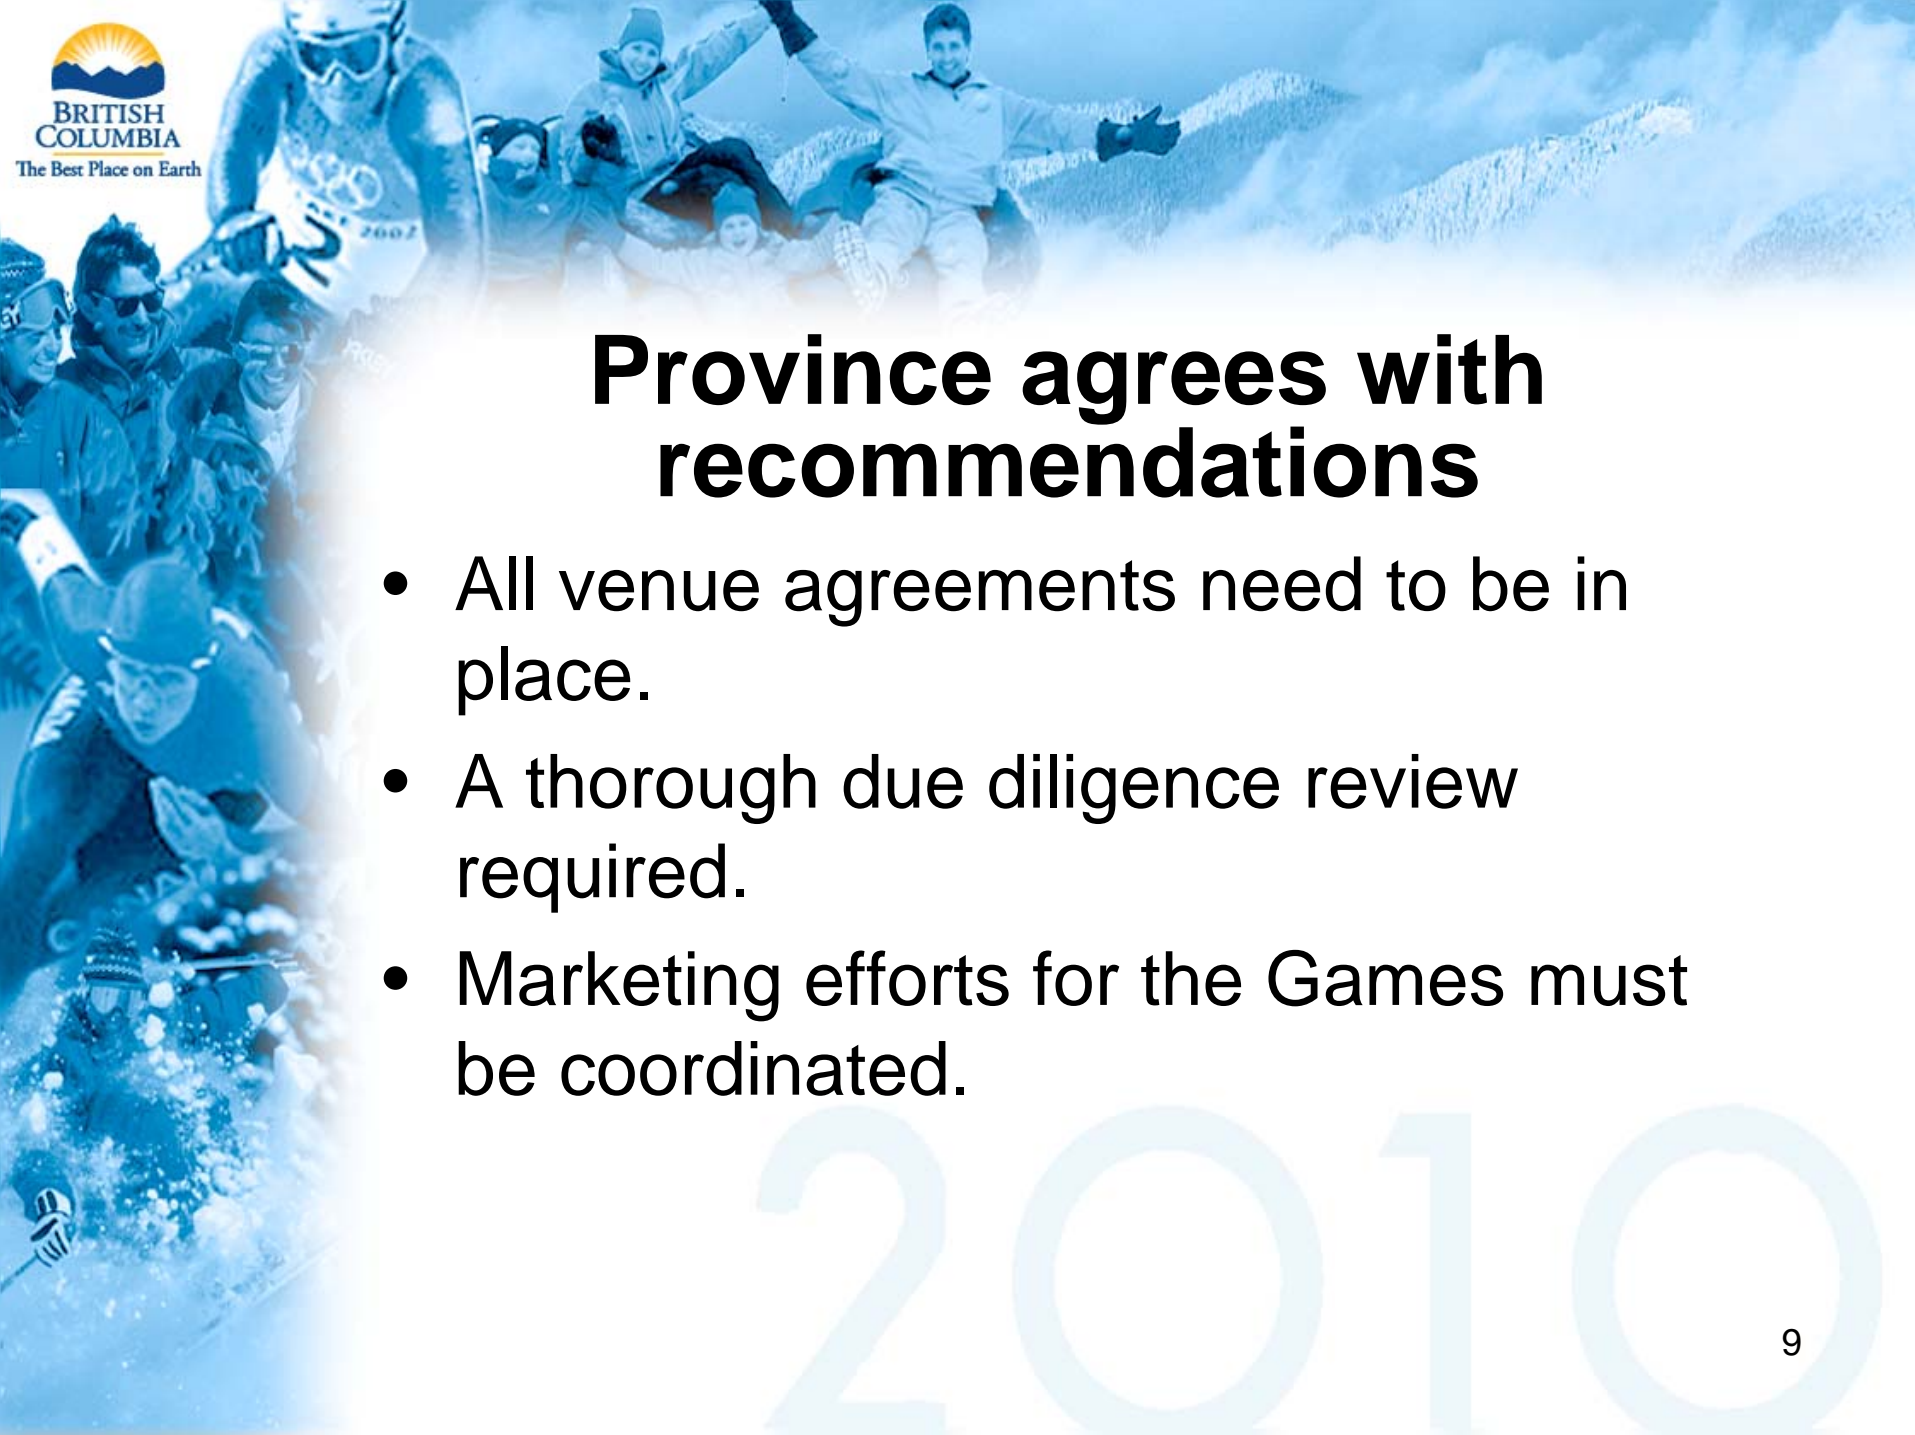 BRITISH
COLUMBIA
The Best Place on Earth
2002
Province agrees with
recommendations
• All venue agreements need to be in
place.
• A thorough due diligence review
required.
• Marketing efforts for the Games must
be coordinated.
2010
9